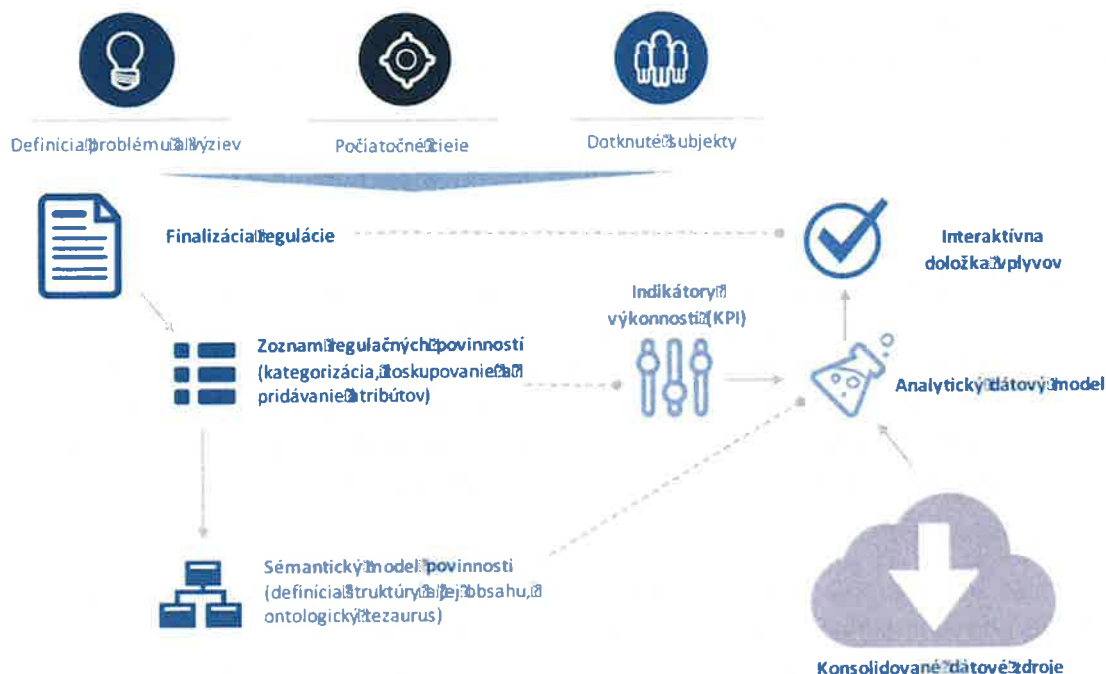 Definícia problému a výziev
Počiatočné ciele
Dotknuté subjekty
Finalizácia regulácie
Interaktívna
doložka vplyvov
Indikátory
výkonnosti (KPI)
Zoznam regulačných povinností
(kategorizácia, zoskupovanie a
pridávanie atribútov)
Analytický dátový model
Sémantický model povinnosti
(definícia štruktúry a jej obsahu,
ontologický tezaurus)
Konsolidované dátové zdroje